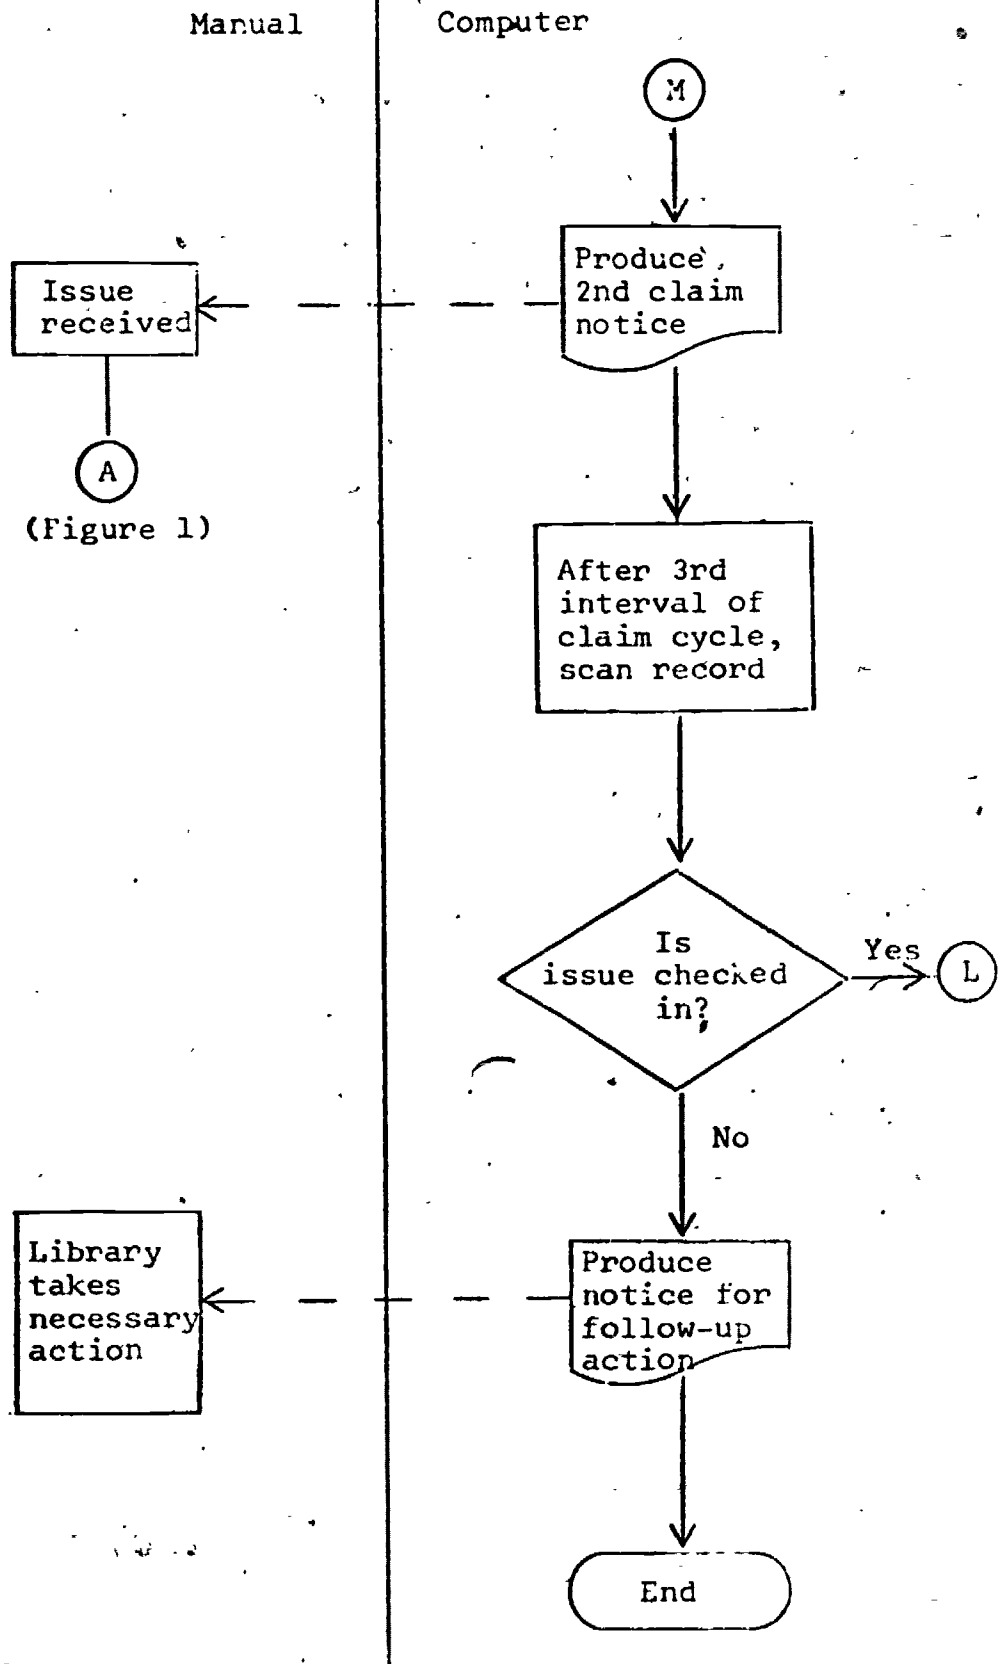 Manual
Computer
M
Produce
2nd claim
notice
Issue
received
A
(Figure 1)
After 3rd
interval of
claim cycle,
scan record
Is
issue checked
in?
Yes
L
No
Produce
notice for
follow-up
action
Library
takes
necessary
action
End